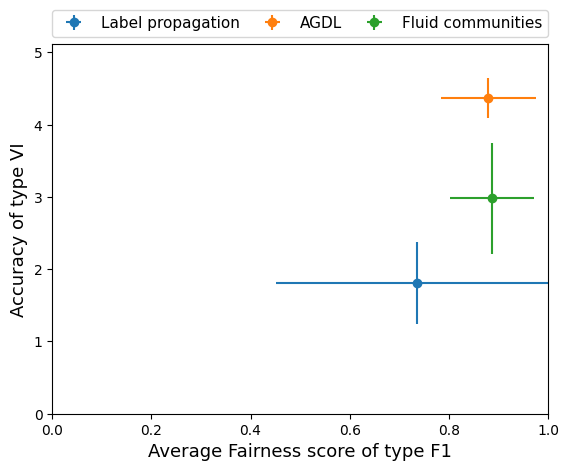 Label propagation AGDL Fluid communities
5
4
3
2
1
0
0.0 0.2 0.4 0.6 0.8 1.0
Accuracy of type VI
Average Fairness score of type F1